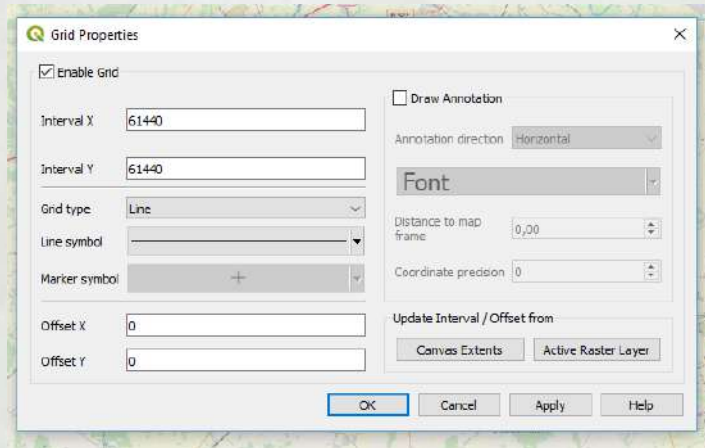 Grid Properties
Enable Grid
Interval X 61440
Interval Y 61440
Grid type Line
Line symbol
Marker symbol
Offset X 0
Offset Y 0
Draw Annotation
Annotation direction Horizontal
Font
Distance to map
frame 0,00
Coordinate precision 0
Update Interval / Offset from
Canvas Extents Active Raster Layer
OK Cancel Apply Help